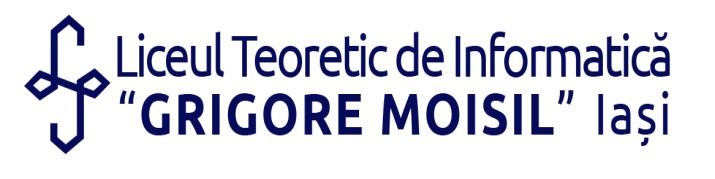 Liceul Teoretic de Informatică
“GRIGORE MOISIL” Iași